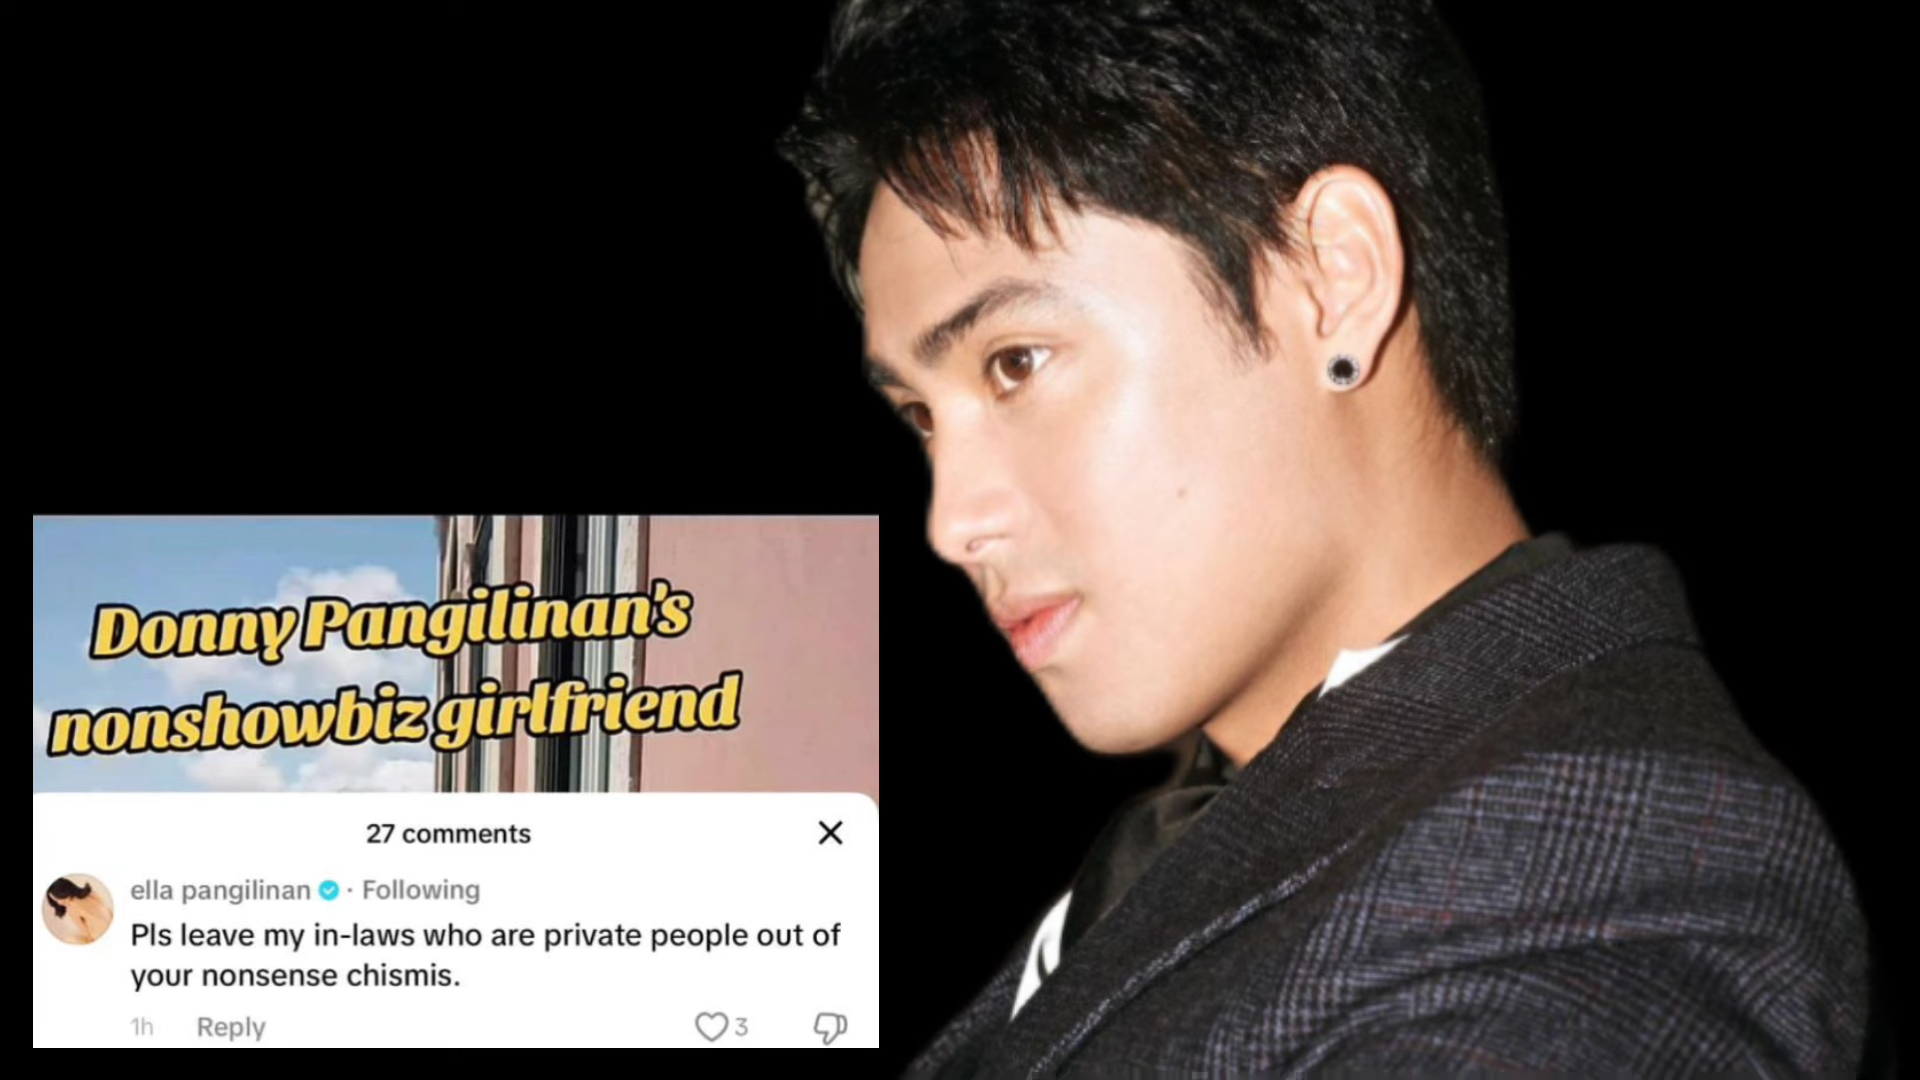 Donny Pangilinan's
nonshowbiz girlfriend
27 comments
ella pangilinan · Following
Pls leave my in-laws who are private people out of
your nonsense chismis.
1h Reply 3